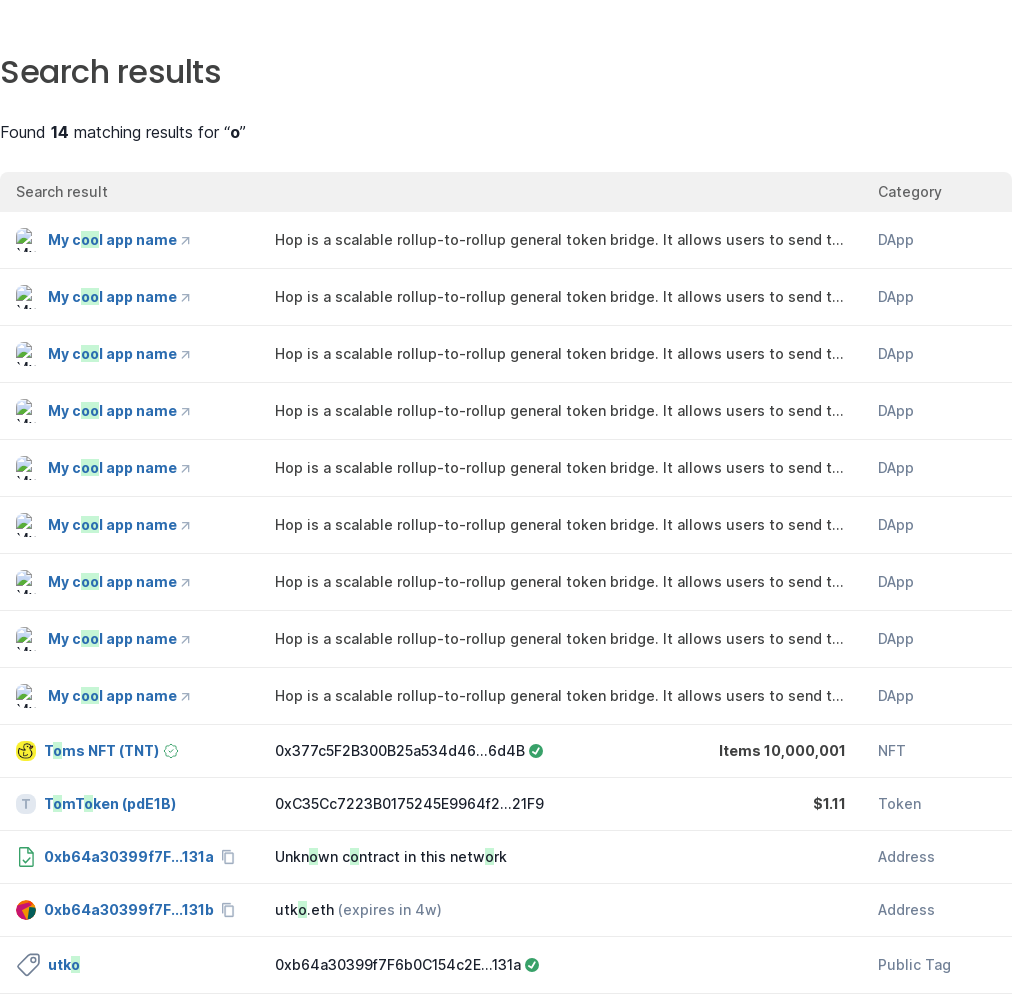 Search results
Found 14 matching results for “o”
Search result Category
My cool app name Hop is a scalable rollup-to-rollup general token bridge. It allows users to send t... DApp
My cool app name Hop is a scalable rollup-to-rollup general token bridge. It allows users to send t... DApp
My cool app name Hop is a scalable rollup-to-rollup general token bridge. It allows users to send t... DApp
My cool app name Hop is a scalable rollup-to-rollup general token bridge. It allows users to send t... DApp
My cool app name Hop is a scalable rollup-to-rollup general token bridge. It allows users to send t... DApp
My cool app name Hop is a scalable rollup-to-rollup general token bridge. It allows users to send t... DApp
My cool app name Hop is a scalable rollup-to-rollup general token bridge. It allows users to send t... DApp
My cool app name Hop is a scalable rollup-to-rollup general token bridge. It allows users to send t... DApp
My cool app name Hop is a scalable rollup-to-rollup general token bridge. It allows users to send t... DApp
Toms NFT (TNT) 0x377c5F2B300B25a534d46...6d4B Items 10,000,001 NFT
T TomToken (pdE1B) 0xC35Cc7223B0175245E9964f2...21F9 $1.11 Token
0xb64a30399f7F...131a Unknown contract in this network Address
0xb64a30399f7F...131b utko.eth (expires in 4w) Address
utko 0xb64a30399f7F6b0C154c2E...131a Public Tag